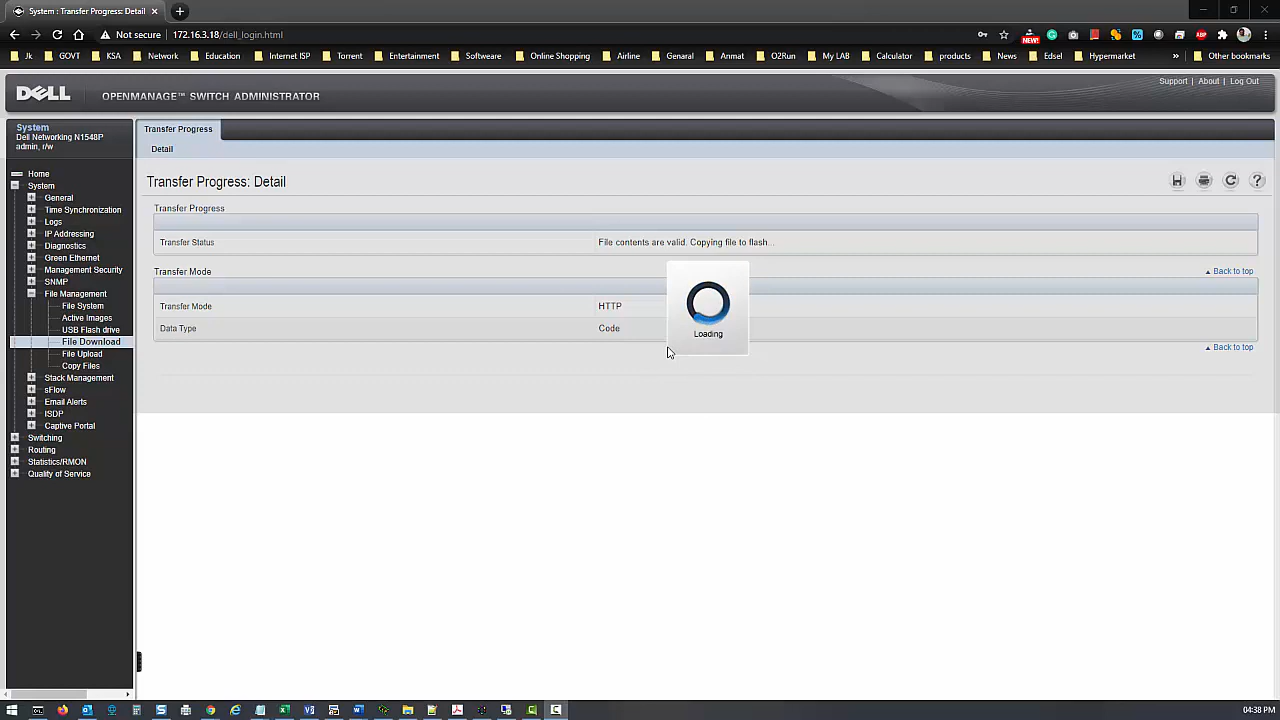 System : Transfer Progress: Detail
Not secure | 172.16.3.18/dell_login.html
NEW!
ABP
Jk GOVT KSA Network Education Internet ISP Torrent Entertainment Software Online Shopping Airline General Anmat O2Run My LAB Calculator products News Edsel Hypermarket » Other bookmarks
DELL OPENMANAGE™ SWITCH ADMINISTRATOR
Support | About | Log Out
System
Dell Networking N1548P
admin, r/w
Home
System
General
Time Synchronization
Logs
IP Addressing
Diagnostics
Green Ethernet
Management Security
SNMP
File Management
File System
Active Images
USB Flash drive
File Download
File Upload
Copy Files
Stack Management
sFlow
Email Alerts
ISDP
Captive Portal
Switching
Routing
Statistics/RMON
Quality of Service
Transfer Progress
Detail
Transfer Progress: Detail
Transfer Progress
Transfer Status File contents are valid. Copying file to flash...
Transfer Mode
Back to top
Transfer Mode HTTP
Data Type Code
Loading
Back to top
04:38 PM